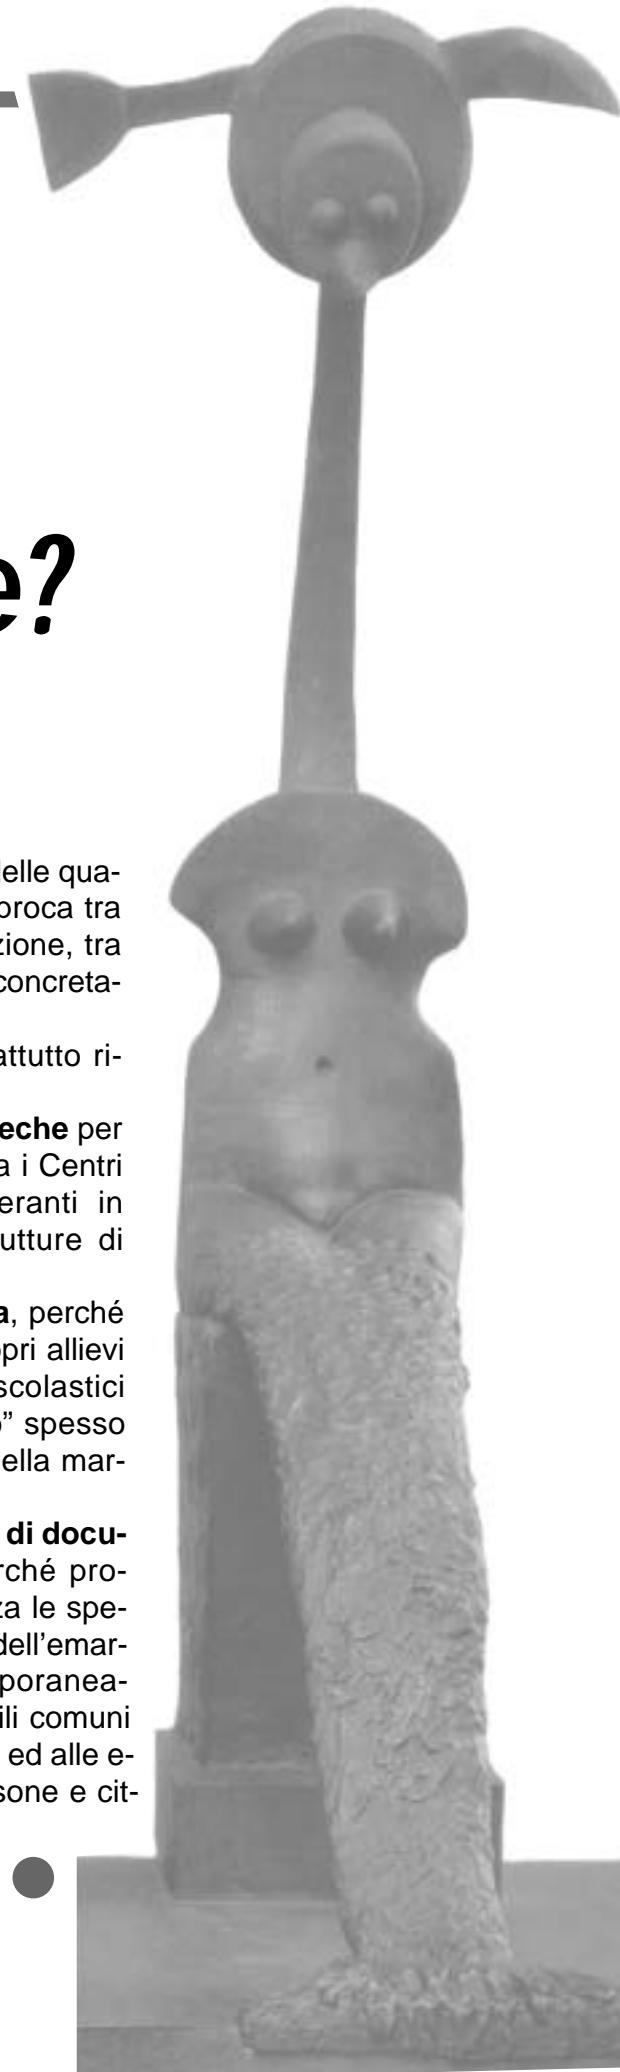 e?
delle qua-
proca tra
zione, tra
concreta-
attutto ri-
eche per
a i Centri
eranti in
utture di
a, perché
opri allievi
scolastici
o” spesso
ella mar-
di docu-
rché pro-
za le spe-
dell’emar-
poranea-
ili comuni
ed alle e-
sone e cit-